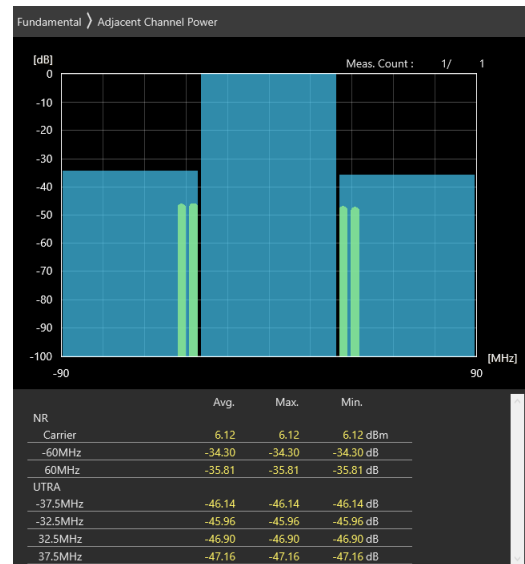 Fundamental ⟩ Adjacent Channel Power
[dB]
Meas. Count : 1/ 1
0
-10
-20
-30
-40
-50
-60
-70
-80
-90
-100
[MHz]
-90 90
Avg. Max. Min.
NR
Carrier 6.12 6.12 6.12 dBm
-60MHz -34.30 -34.30 -34.30 dB
60MHz -35.81 -35.81 -35.81 dB
UTRA
-37.5MHz -46.14 -46.14 -46.14 dB
-32.5MHz -45.96 -45.96 -45.96 dB
32.5MHz -46.90 -46.90 -46.90 dB
37.5MHz -47.16 -47.16 -47.16 dB